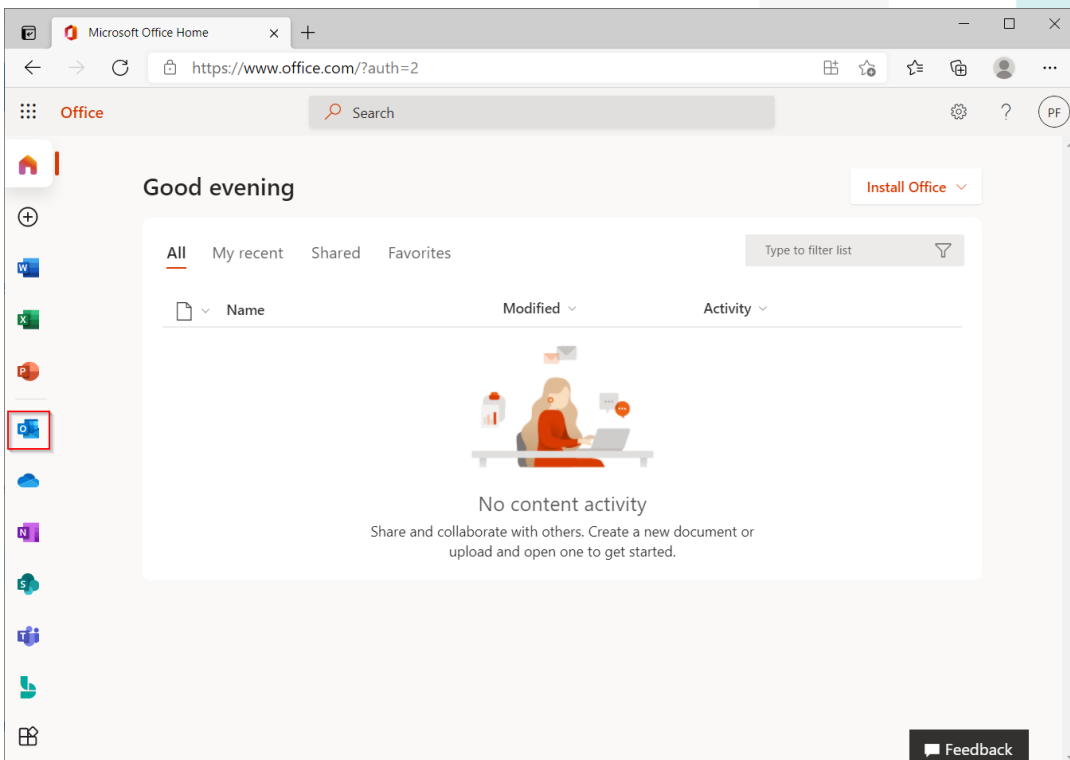 Microsoft Office Home
https://www.office.com/?auth=2
Office
Search
PF
Good evening
Install Office
All My recent Shared Favorites
Type to filter list
Name Modified Activity
No content activity
Share and collaborate with others. Create a new document or
upload and open one to get started.
W
X
P
O
N
S
T
b
Feedback